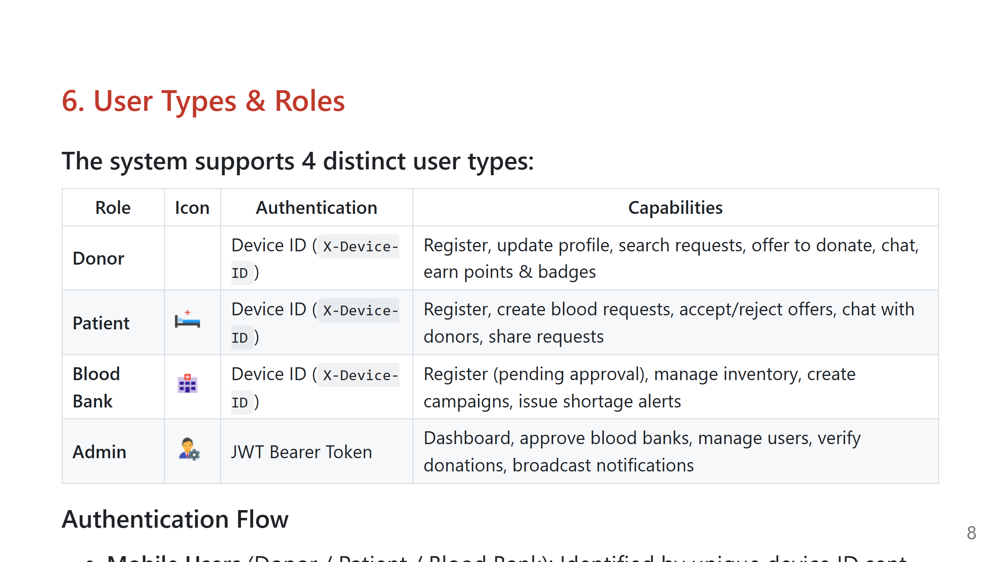 6. User Types & Roles
The system supports 4 distinct user types:
Role Icon Authentication Capabilities
Donor
Device ID ( X-Device-
ID )
Register, update profile, search requests, offer to donate, chat,
earn points & badges
Patient
Device ID ( X-Device-
ID )
Register, create blood requests, accept/reject offers, chat with
donors, share requests
Blood
Bank
Device ID ( X-Device-
ID )
Register (pending approval), manage inventory, create
campaigns, issue shortage alerts
Admin
JWT Bearer Token
Dashboard, approve blood banks, manage users, verify
donations, broadcast notifications
Authentication Flow
8
• Mobile Users (Donor / Patient / Blood Bank): Identified by unique device ID sent